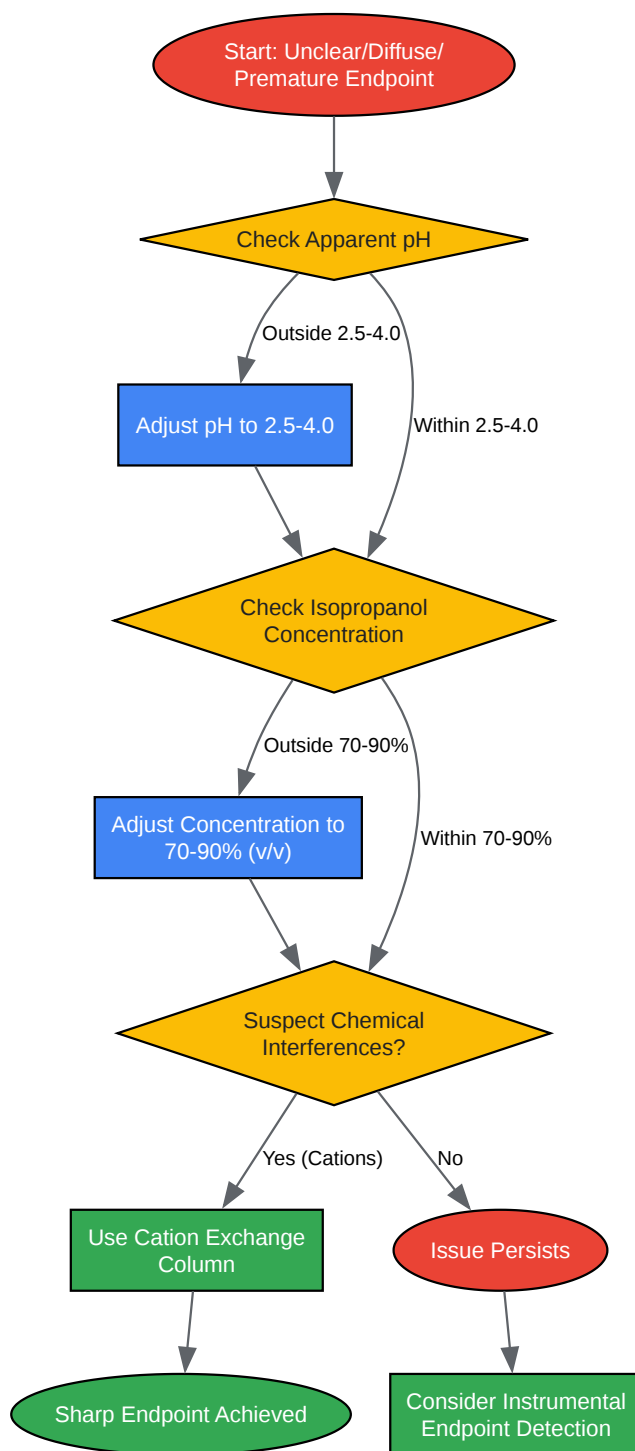 Start: Unclear/Diffuse/
Premature Endpoint
Check Apparent pH
Outside 2.5-4.0
Adjust pH to 2.5-4.0
Within 2.5-4.0
Check Isopropanol
Concentration
Outside 70-90%
Adjust Concentration to
70-90% (v/v)
Within 70-90%
Suspect Chemical
Interferences?
Yes (Cations)
No
Use Cation Exchange
Column
Issue Persists
Sharp Endpoint Achieved
Consider Instrumental
Endpoint Detection